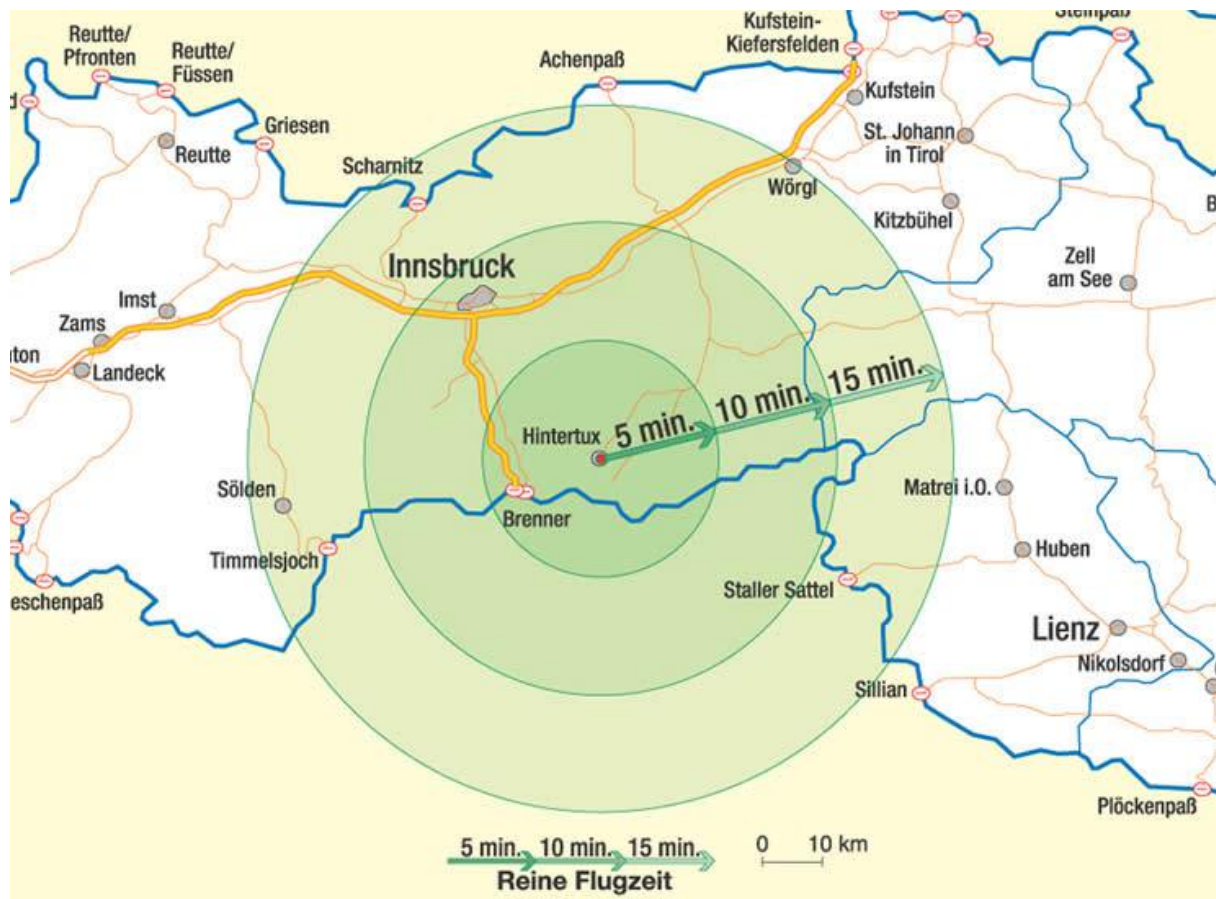 Reutte/
Pfronten
Reutte/
Füssen
Griesen
Reutte
Scharnitz
Achenpaß
Kufstein-
Kiefersfelden
Kufstein
St. Johann
in Tirol
Wörgl
Kitzbühel
Zell
am See
Innsbruck
Imst
Zams
Landeck
5 min.
10 min.
15 min.
Hintertux
Sölden
Brenner
Timmelsjoch
Matrei i.O.
Huben
Staller Sattel
Lienz
Nikolsdorf
Sillian
Plöckenpaß
5 min.
10 min.
15 min.
Reine Flugzeit
0
10 km